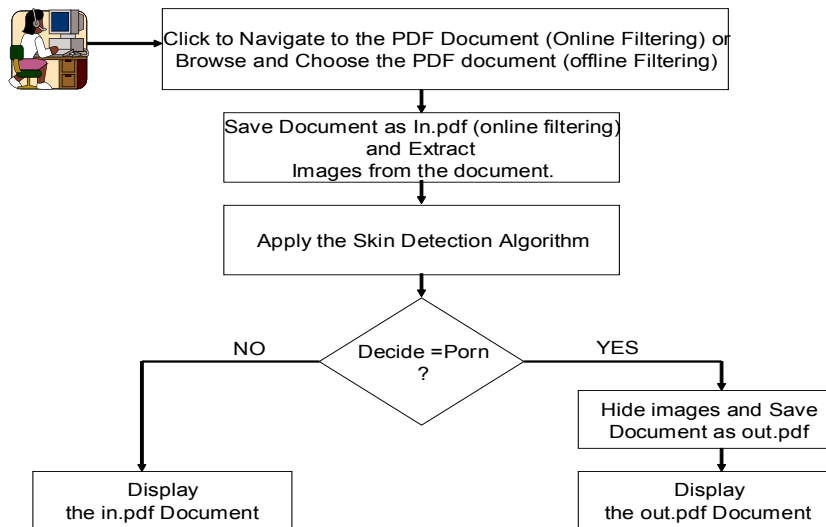 Click to Navigate to the PDF Document (Online Filtering) or
Browse and Choose the PDF document (offline Filtering)
Save Document as In.pdf (online filtering)
and Extract
Images from the document.
Apply the Skin Detection Algorithm
Decide =Porn
?
NO
YES
Hide images and Save
Document as out.pdf
Display
the in.pdf Document
Display
the out.pdf Document